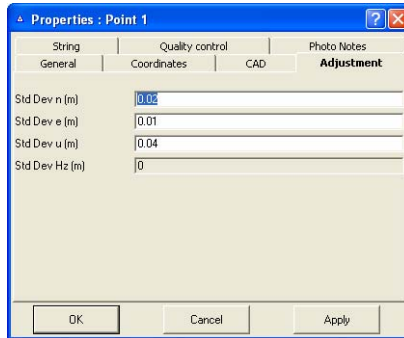 Properties : Point 1
String Quality control Photo Notes
General Coordinates CAD Adjustment
Std Dev n (m) 0.02
Std Dev e (m) 0.01
Std Dev u (m) 0.04
Std Dev Hz (m) 0
OK Cancel Apply